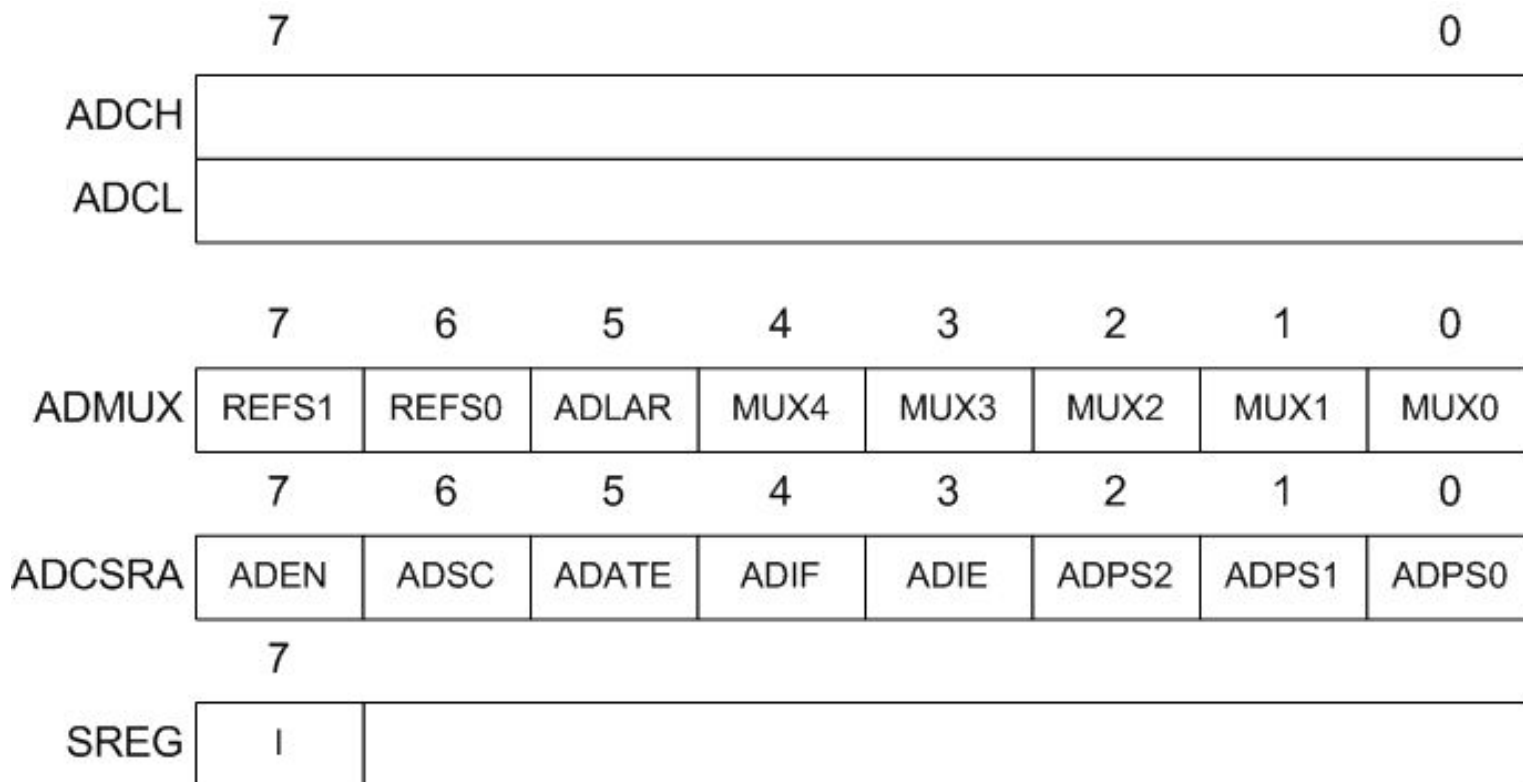 7 0
ADCH
ADCL
7 6 5 4 3 2 1 0
ADMUX REFS1 REFS0 ADLAR MUX4 MUX3 MUX2 MUX1 MUX0
7 6 5 4 3 2 1 0
ADCSRA ADEN ADSC ADATE ADIF ADIE ADPS2 ADPS1 ADPS0
7
SREG I